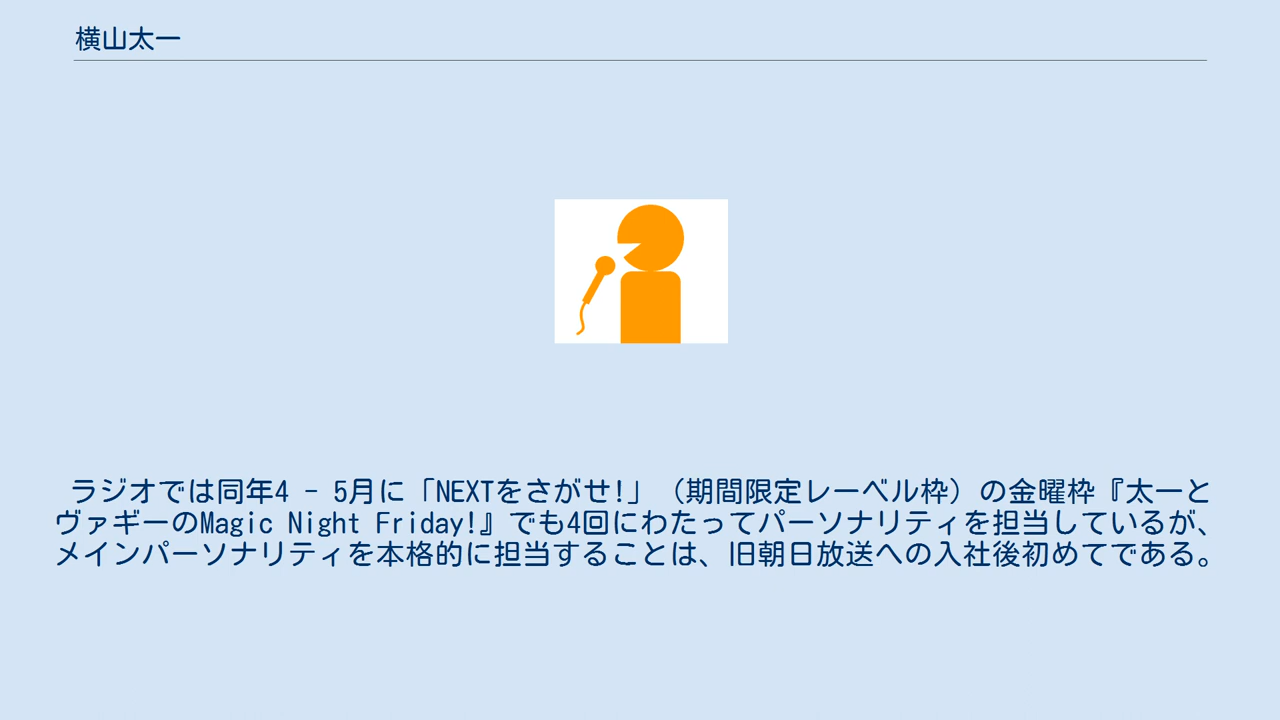 横山太一
ラジオでは同年4 - 5月に「NEXTをさがせ!」（期間限定レーベル枠）の金曜枠『太一と
ヴァギーのMagic Night Friday!』でも4回にわたってパーソナリティを担当しているが、
メインパーソナリティを本格的に担当することは、旧朝日放送への入社後初めてである。